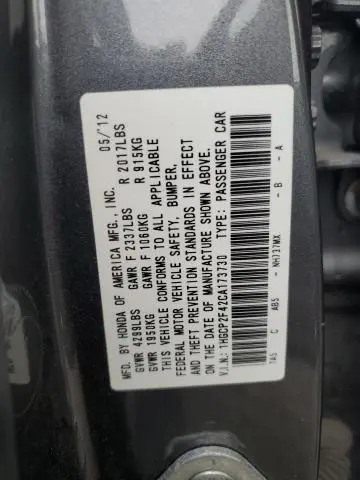 MFD. BY HONDA OF AMERICA MFG., INC. 05/'12
GVWR 4299LBS GAWR F 2337LBS R 2017LBS
GVWR 1950KG GAWR F 1060KG R 915KG
THIS VEHICLE CONFORMS TO ALL APPLICABLE
FEDERAL MOTOR VEHICLE SAFETY, BUMPER,
AND THEFT PREVENTION STANDARDS IN EFFECT
ON THE DATE OF MANUFACTURE SHOWN ABOVE.
V.I.N.: 1HGCP2F42CA173730 TYPE: PASSENGER CAR
TA5 C AB5 - NH737MX - B - A